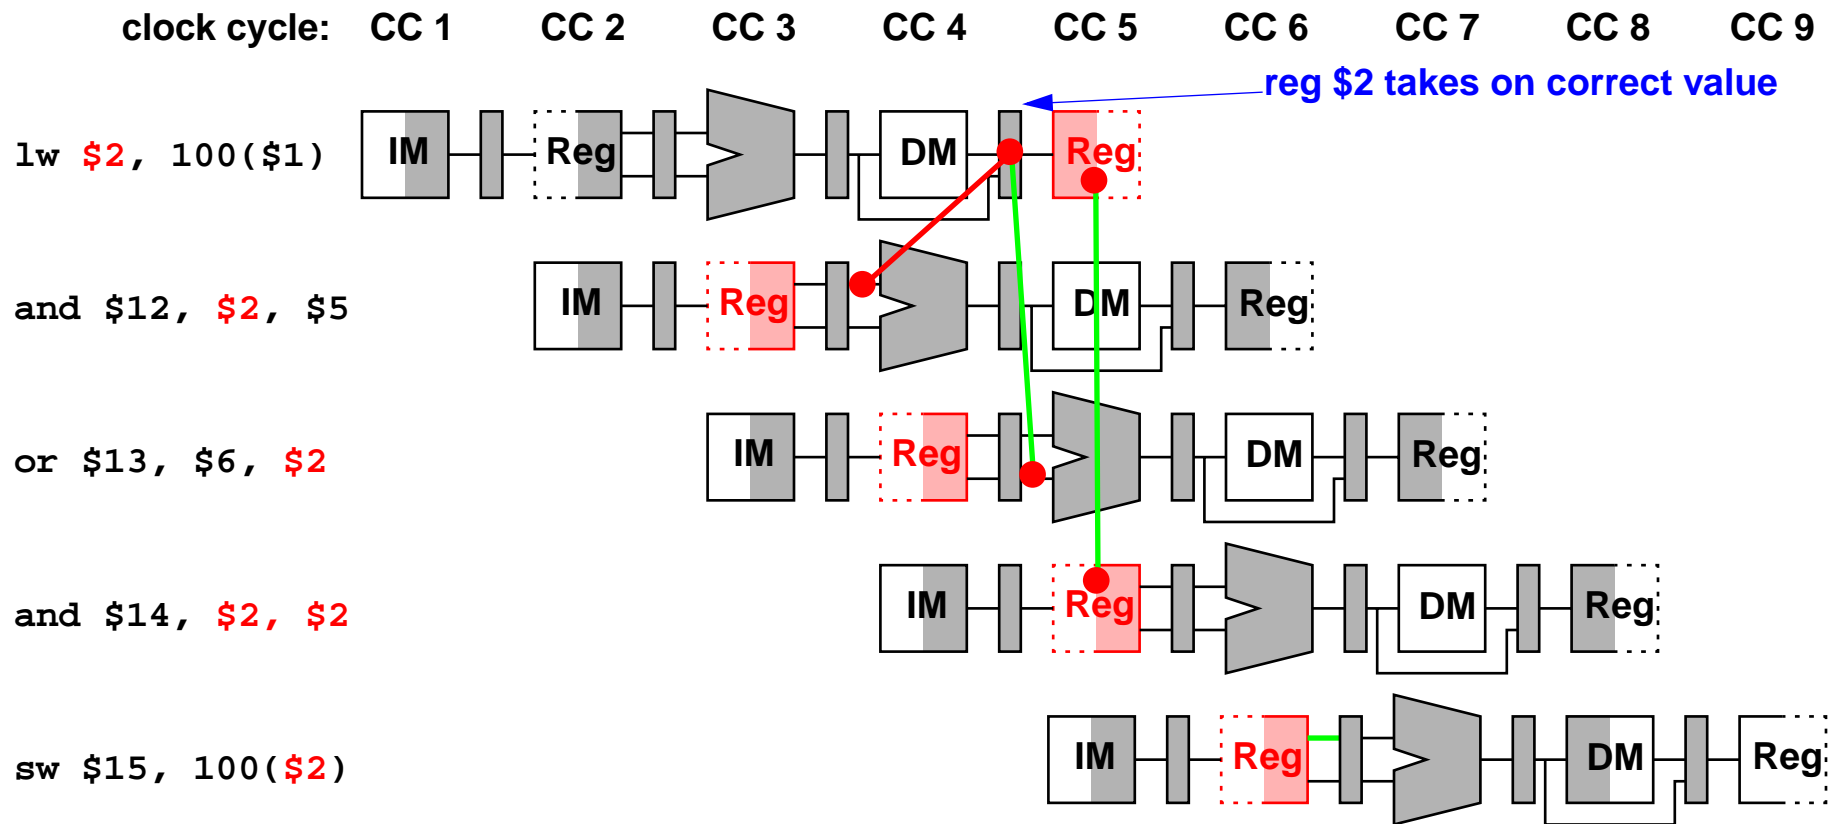 clock cycle: CC 1 CC 2 CC 3 CC 4 CC 5 CC 6 CC 7 CC 8 CC 9
reg $2 takes on correct value
lw $2, 100($1) IM Reg DM Reg
and $12, $2, $5 IM Reg DM Reg
or $13, $6, $2 IM Reg DM Reg
and $14, $2, $2 IM Reg DM Reg
sw $15, 100($2) IM Reg DM Reg